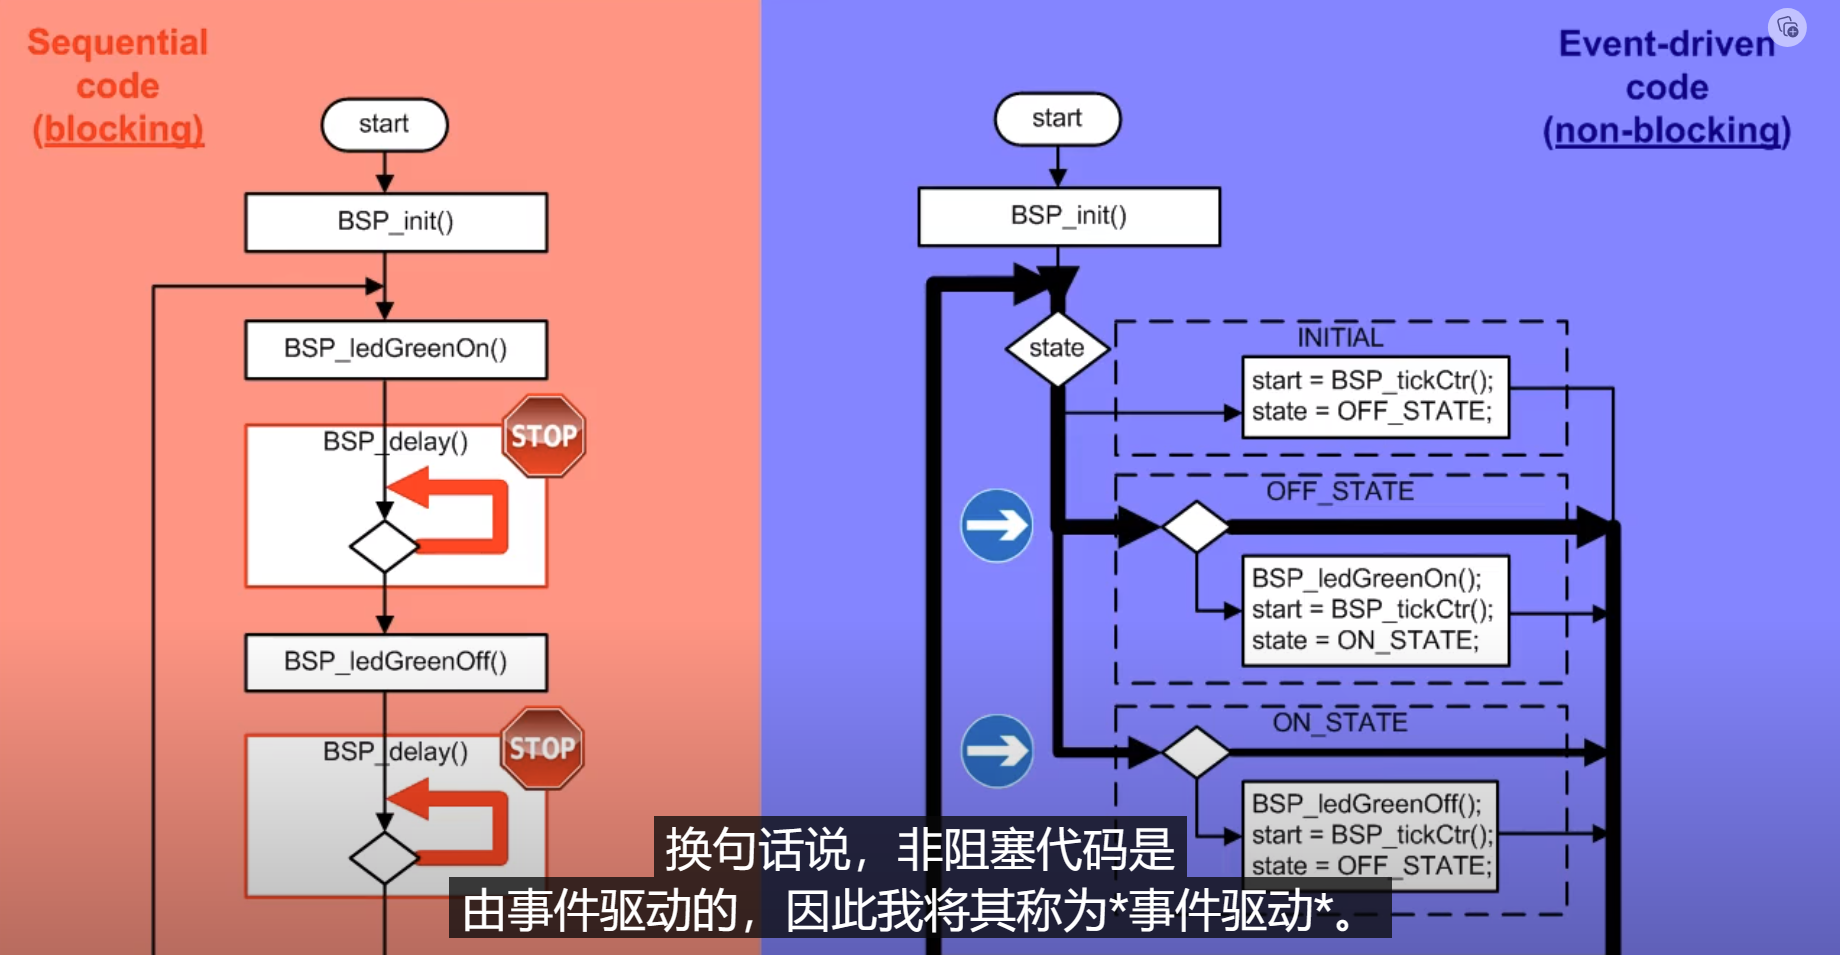 Sequential
code
(blocking)
start
BSP_init()
BSP_ledGreenOn()
BSP_delay()
STOP
BSP_ledGreenOff()
BSP_delay()
STOP
Event-driven
code
(non-blocking)
start
BSP_init()
state
INITIAL
start = BSP_tickCtr();
state = OFF_STATE;
OFF_STATE
BSP_ledGreenOn();
start = BSP_tickCtr();
state = ON_STATE;
ON_STATE
BSP_ledGreenOff();
start = BSP_tickCtr();
state = OFF_STATE;
换句话说，非阻塞代码是
由事件驱动的，因此我将其称为*事件驱动*。